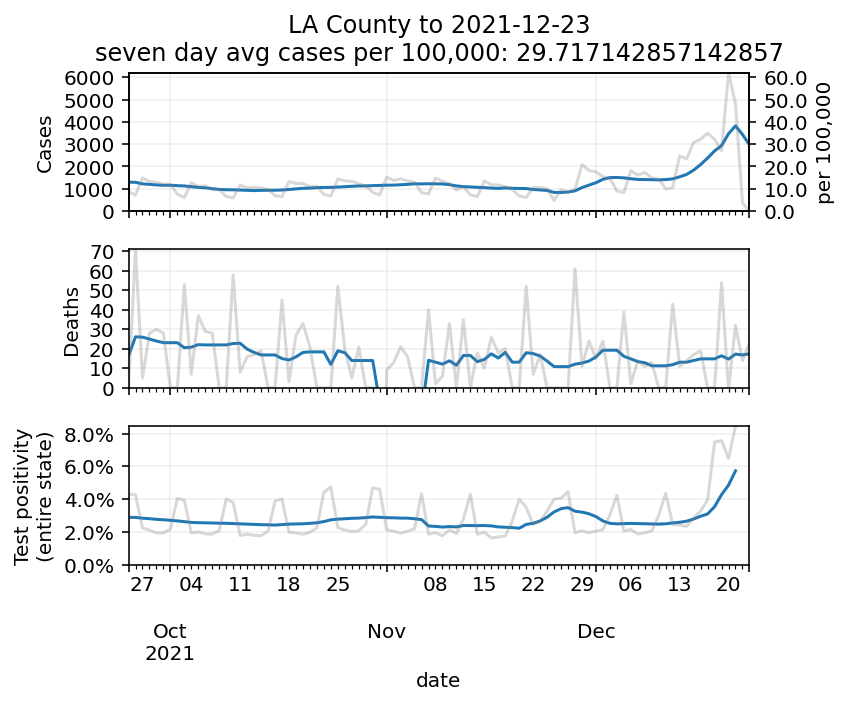 LA County to 2021-12-23
seven day avg cases per 100,000: 29.717142857142857
Cases
6000
5000
4000
3000
2000
1000
0
60.0
50.0
40.0
30.0
20.0
10.0
0.0
per 100,000
Deaths
70
60
50
40
30
20
10
0
Test positivity
(entire state)
8.0%
6.0%
4.0%
2.0%
0.0%
27 04 11 18 25 08 15 22 29 06 13 20
Oct Nov Dec
2021
date